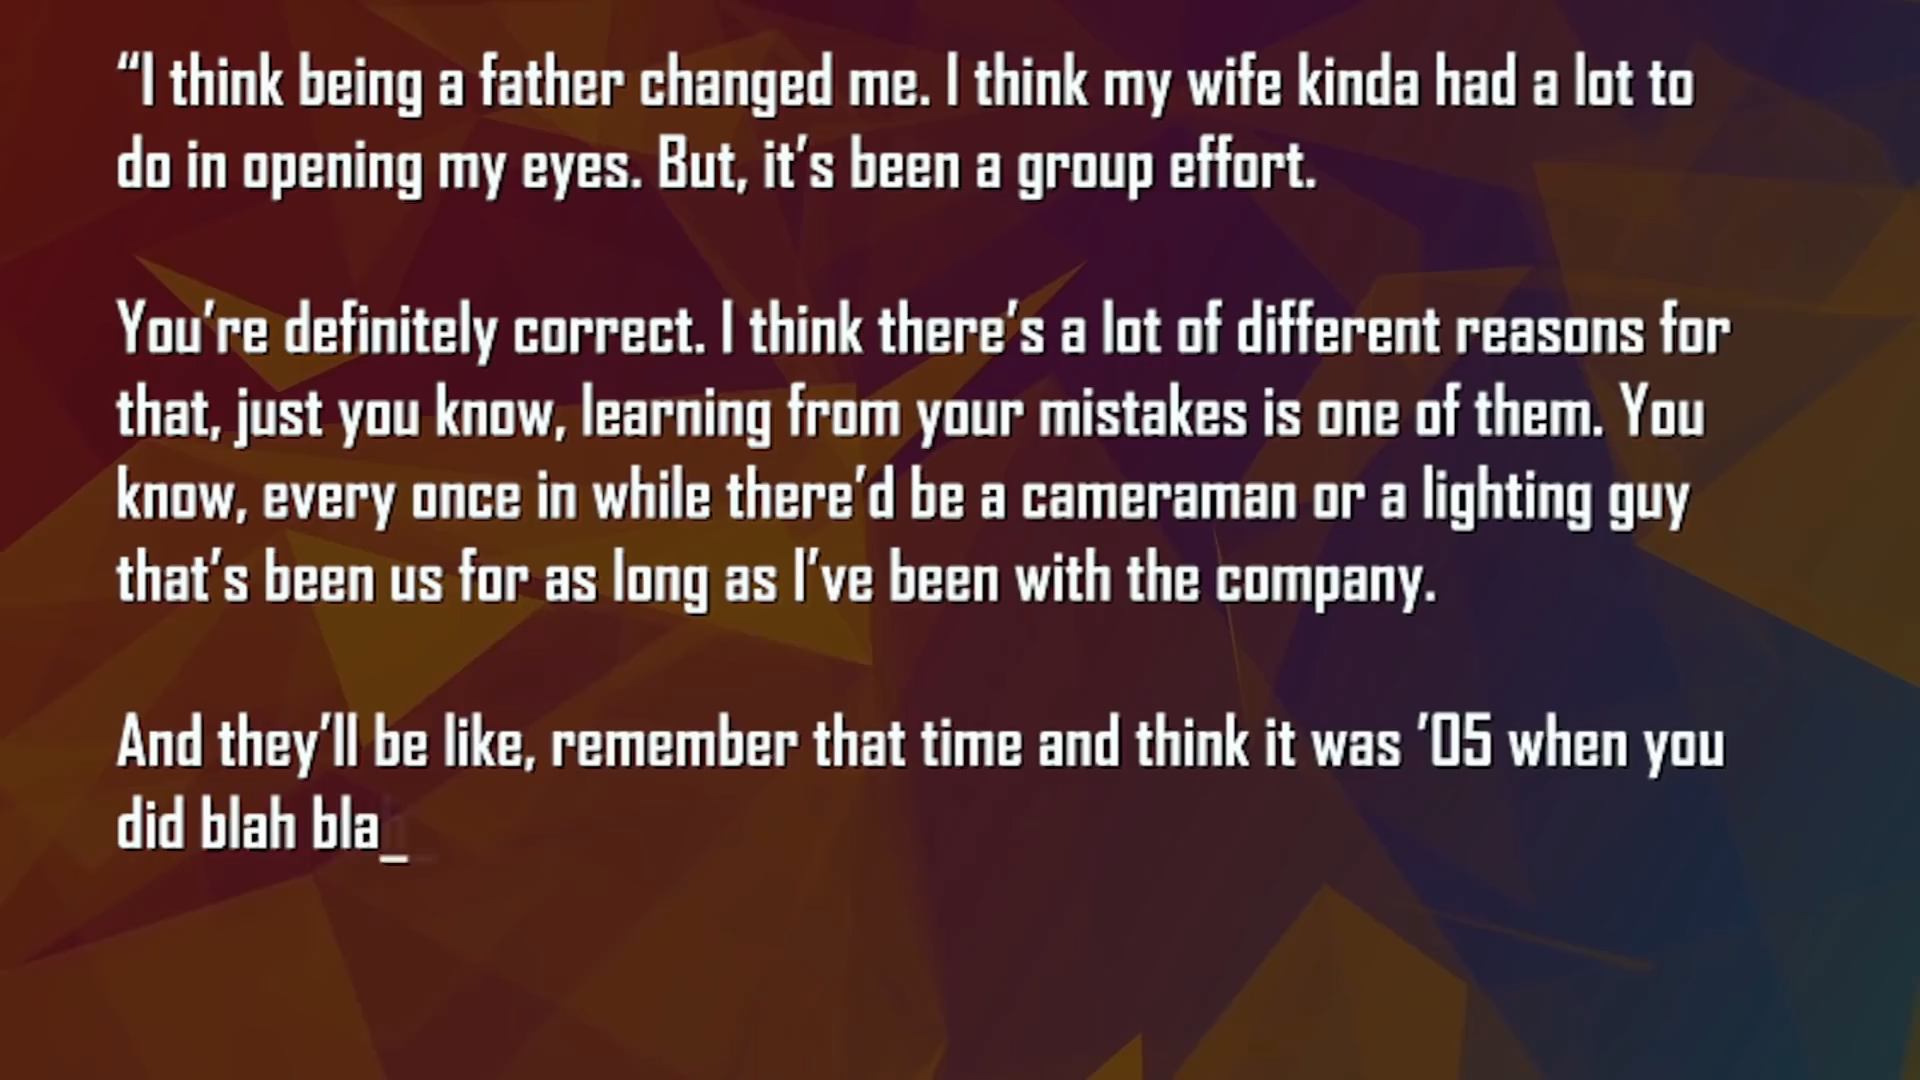 “I think being a father changed me. I think my wife kinda had a lot to
do in opening my eyes. But, it’s been a group effort.
You’re definitely correct. I think there’s a lot of different reasons for
that, just you know, learning from your mistakes is one of them. You
know, every once in while there’d be a cameraman or a lighting guy
that’s been us for as long as I’ve been with the company.
And they’ll be like, remember that time and think it was ’05 when you
did blah bla_